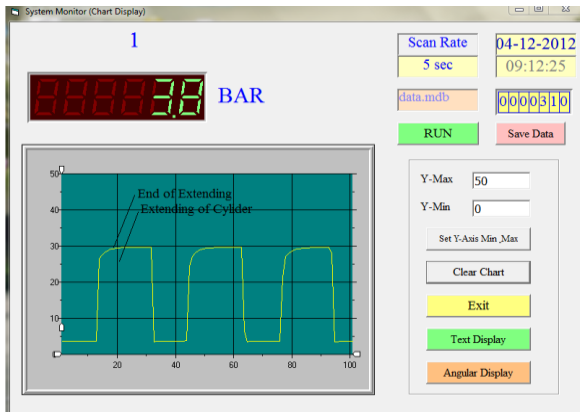 System Monitor (Chart Display)
1
3.8
BAR
Scan Rate
5 sec
04-12-2012
09:12:25
data.mdb
0000310
RUN
Save Data
50
40
30
20
10
0
20
40
60
80
100
End of Extending
Extending of Cylider
Y-Max
50
Y-Min
0
Set Y-Axis Min ,Max
Clear Chart
Exit
Text Display
Angular Display